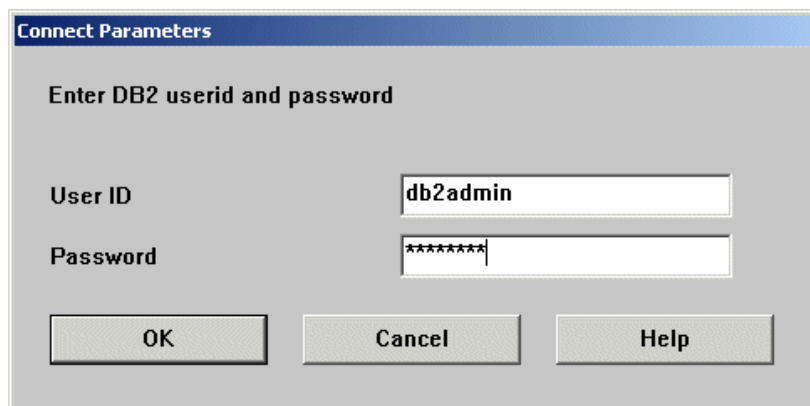 Connect Parameters
Enter DB2 userid and password
User ID db2admin
Password ********
OK Cancel Help